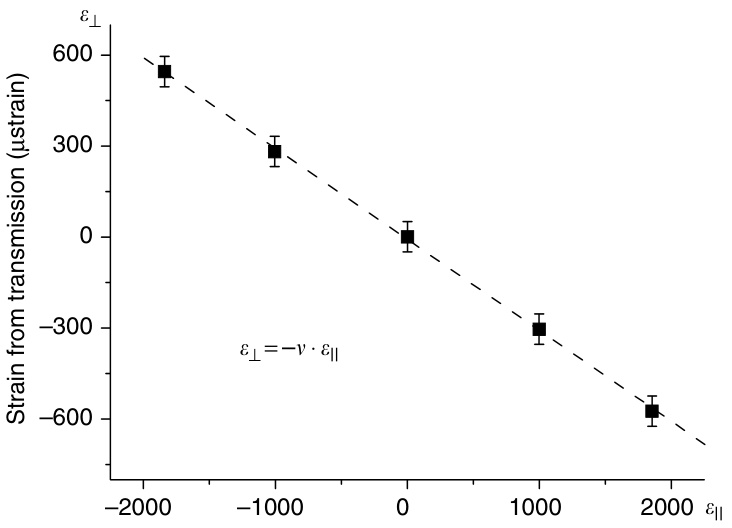 ε⊥
600
300
0
−300
−600
Strain from transmission (μstrain)
ε⊥=−ν · ε||
−2000 −1000 0 1000 2000 ε||